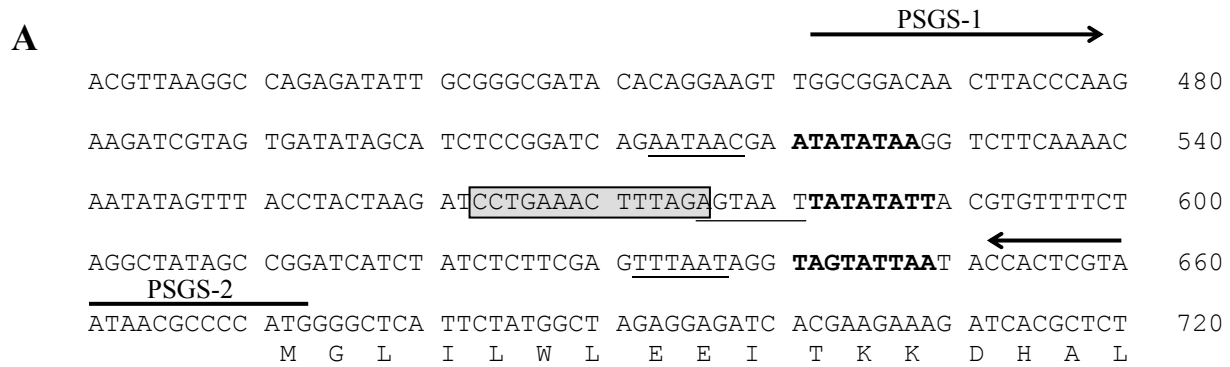 PSGS-1
A
ACGTTAAGGC CAGAGATATT GCGGGCGATA CACAGGAAGT TGGCGGACAA CTTACCCAAG 480
AAGATCGTAG TGATATAGCA TCTCCGGATC AGAATAACGA ATATATAAGG TCTTCAAAAC 540
AATATAGTTT ACCTACTAAG ATCCTGAAAC TTTAGAGTAA TTATATATTA CGTGTTTTCT 600
AGGCTATAGC CGGATCATCT ATCTCTTCGA GTTTAATAGG TAGTATTAAT ACCACTCGTA 660
PSGS-2
ATAACGCCCC ATGGGGCTCA TTCTATGGCT AGAGGAGATC ACGAAGAAAG ATCACGCTCT 720
M G L I L W L E E I T K K D H A L